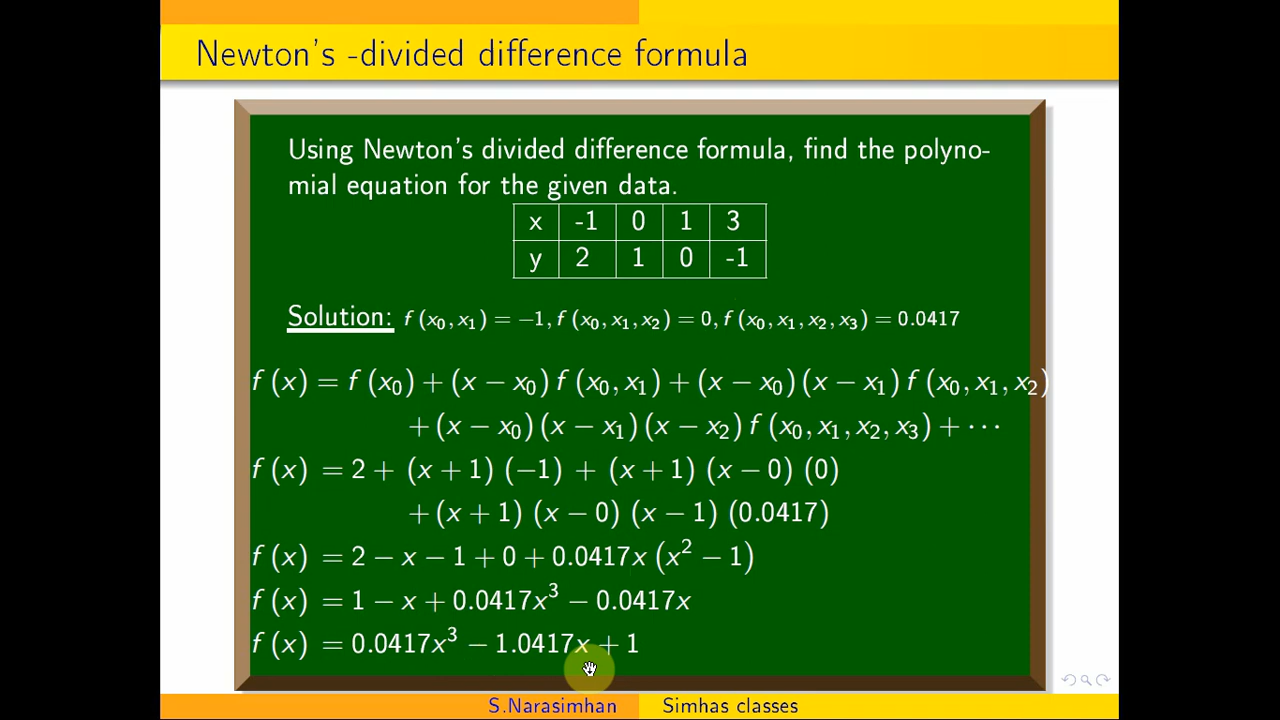 Newton's -divided difference formula
Using Newton's divided difference formula, find the polyno-
mial equation for the given data.
x -1 0 1 3
y 2 1 0 -1
Solution: f (x₀, x₁) = −1, f (x₀, x₁, x₂) = 0, f (x₀, x₁, x₂, x₃) = 0.0417
f (x) = f (x₀) + (x − x₀) f (x₀, x₁) + (x − x₀) (x − x₁) f (x₀, x₁, x₂)
+ (x − x₀) (x − x₁) (x − x₂) f (x₀, x₁, x₂, x₃) + ⋯
f (x) = 2 + (x + 1) (−1) + (x + 1) (x − 0) (0)
+ (x + 1) (x − 0) (x − 1) (0.0417)
f (x) = 2 − x − 1 + 0 + 0.0417x (x² − 1)
f (x) = 1 − x + 0.0417x³ − 0.0417x
f (x) = 0.0417x³ − 1.0417x + 1
S.Narasimhan Simhas classes